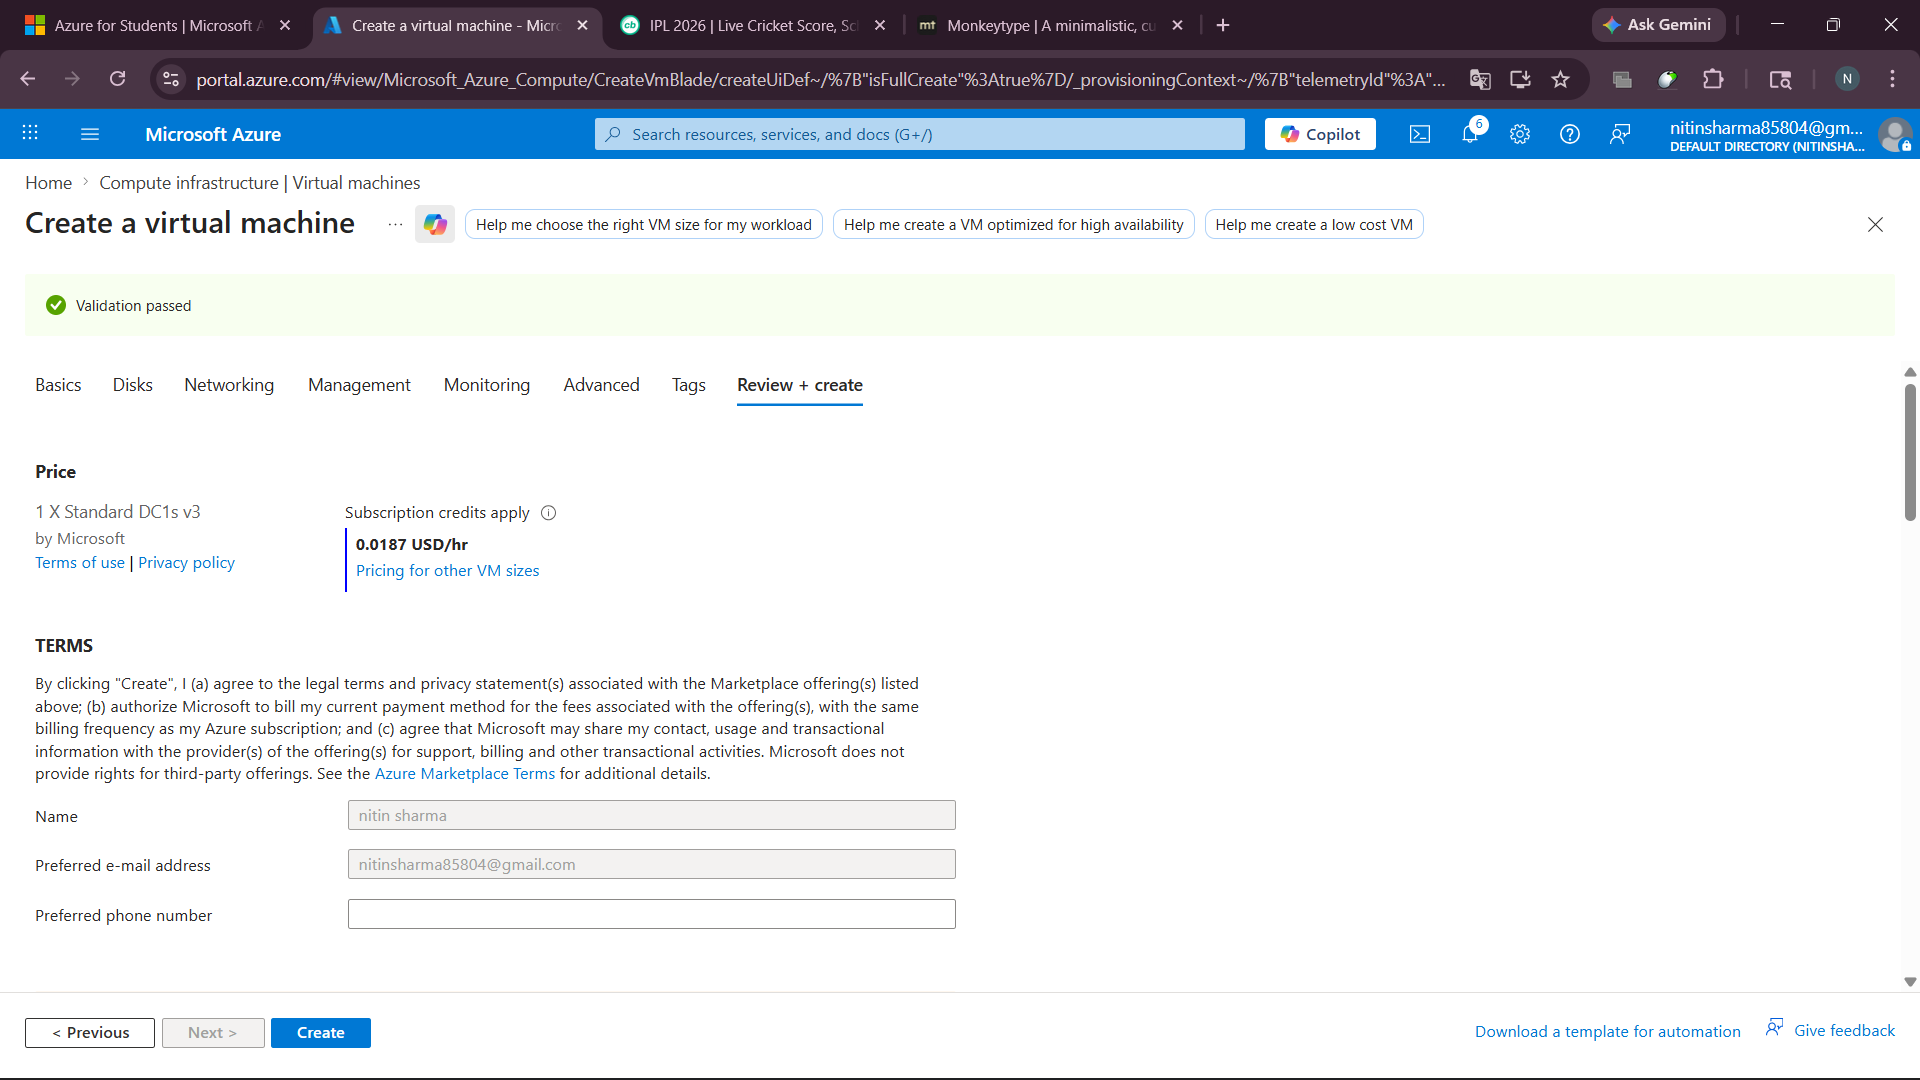 Azure for Students | Microsoft A
Create a virtual machine - Micro
IPL 2026 | Live Cricket Score, Sc
Monkeytype | A minimalistic, cu
Ask Gemini
portal.azure.com/#view/Microsoft_Azure_Compute/CreateVmBlade/createUiDef~/%7B"isFullCreate"%3Atrue%7D/_provisioningContext~/%7B"telemetryId"%3A"...
N
Microsoft Azure
Search resources, services, and docs (G+/)
Copilot
6
nitinsharma85804@gm...
DEFAULT DIRECTORY (NITINSHA...
Home > Compute infrastructure | Virtual machines
Create a virtual machine ...
Help me choose the right VM size for my workload
Help me create a VM optimized for high availability
Help me create a low cost VM
Validation passed
Basics Disks Networking Management Monitoring Advanced Tags Review + create
Price
1 X Standard DC1s v3
by Microsoft
Terms of use | Privacy policy
Subscription credits apply
0.0187 USD/hr
Pricing for other VM sizes
TERMS
By clicking "Create", I (a) agree to the legal terms and privacy statement(s) associated with the Marketplace offering(s) listed
above; (b) authorize Microsoft to bill my current payment method for the fees associated with the offering(s), with the same
billing frequency as my Azure subscription; and (c) agree that Microsoft may share my contact, usage and transactional
information with the provider(s) of the offering(s) for support, billing and other transactional activities. Microsoft does not
provide rights for third-party offerings. See the Azure Marketplace Terms for additional details.
Name
nitin sharma
Preferred e-mail address
nitinsharma85804@gmail.com
Preferred phone number
< Previous
Next >
Create
Download a template for automation
Give feedback